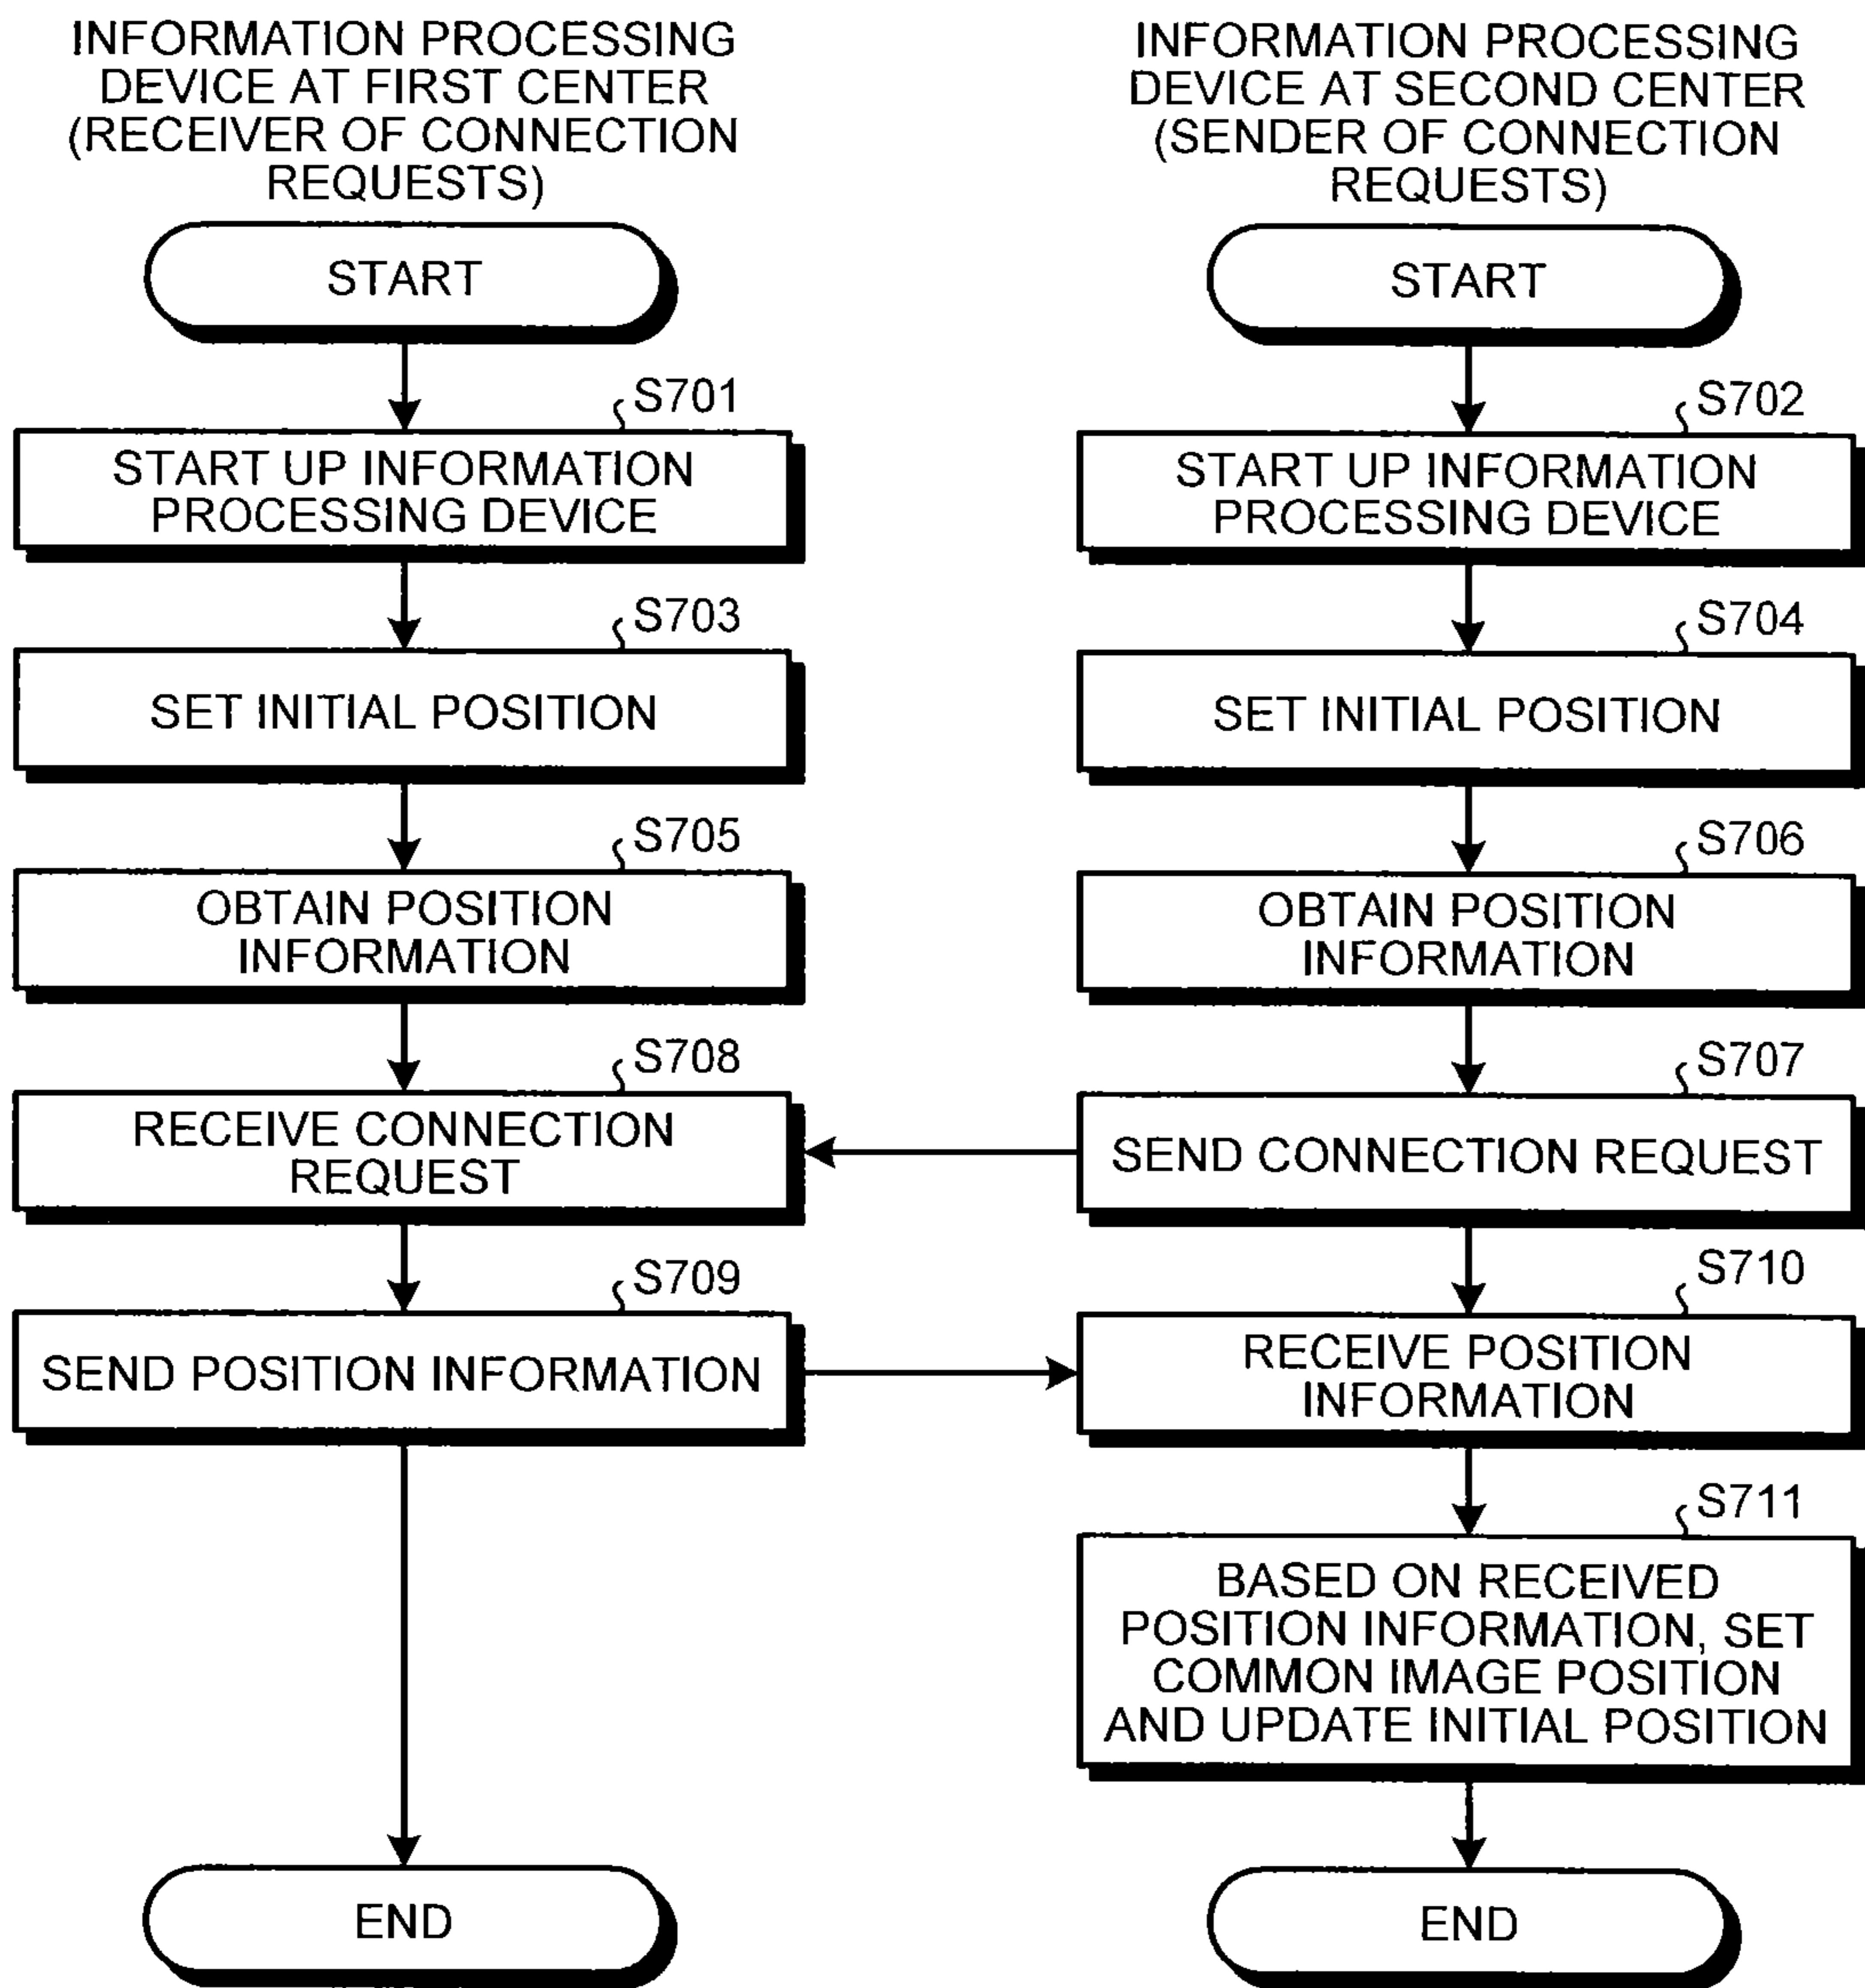 INFORMATION PROCESSING
DEVICE AT FIRST CENTER
(RECEIVER OF CONNECTION
REQUESTS)
START
S701
START UP INFORMATION
PROCESSING DEVICE
S703
SET INITIAL POSITION
S705
OBTAIN POSITION
INFORMATION
S708
RECEIVE CONNECTION
REQUEST
S709
SEND POSITION INFORMATION
END
INFORMATION PROCESSING
DEVICE AT SECOND CENTER
(SENDER OF CONNECTION
REQUESTS)
START
S702
START UP INFORMATION
PROCESSING DEVICE
S704
SET INITIAL POSITION
S706
OBTAIN POSITION
INFORMATION
S707
SEND CONNECTION REQUEST
S710
RECEIVE POSITION
INFORMATION
S711
BASED ON RECEIVED
POSITION INFORMATION, SET
COMMON IMAGE POSITION
AND UPDATE INITIAL POSITION
END